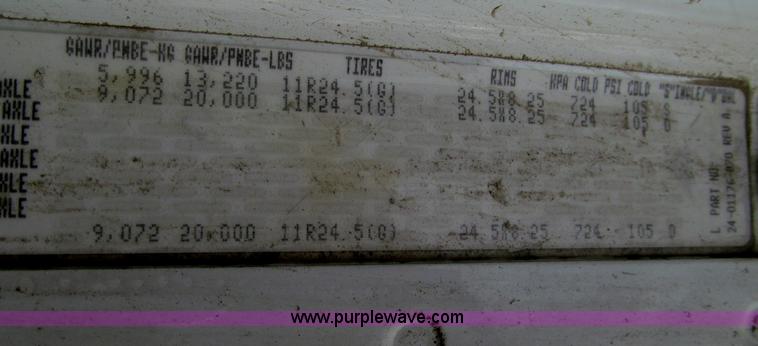 GAWR/PNBE-KG GAWR/PNBE-LBS TIRES RIMS KPA COLD PSI COLD "S"INGLE/"D"UAL
AXLE 5,996 13,220 11R24.5(G) 24.5X8.25 724 105 S
AXLE 9,072 20,000 11R24.5(G) 24.5X8.25 724 105 D
AXLE
AXLE
AXLE
AXLE
9,072 20,000 11R24.5(G) 24.5X8.25 724 105 D
L PART NO:
24-01176-070 REV A
www.purplewave.com